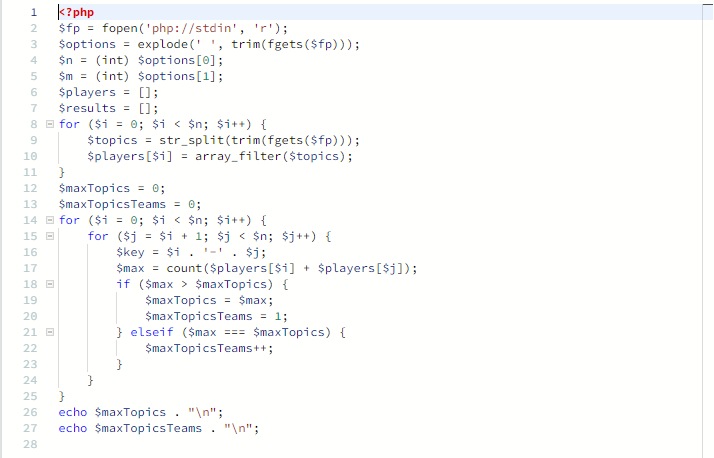 1 <?php
2 $fp = fopen('php://stdin', 'r');
3 $options = explode(' ', trim(fgets($fp)));
4 $n = (int) $options[0];
5 $m = (int) $options[1];
6 $players = [];
7 $results = [];
8 for ($i = 0; $i < $n; $i++) {
9     $topics = str_split(trim(fgets($fp)));
10     $players[$i] = array_filter($topics);
11 }
12 $maxTopics = 0;
13 $maxTopicsTeams = 0;
14 for ($i = 0; $i < $n; $i++) {
15     for ($j = $i + 1; $j < $n; $j++) {
16         $key = $i . '-' . $j;
17         $max = count($players[$i] + $players[$j]);
18         if ($max > $maxTopics) {
19             $maxTopics = $max;
20             $maxTopicsTeams = 1;
21         } elseif ($max === $maxTopics) {
22             $maxTopicsTeams++;
23         }
24     }
25 }
26 echo $maxTopics . "\n";
27 echo $maxTopicsTeams . "\n";
28